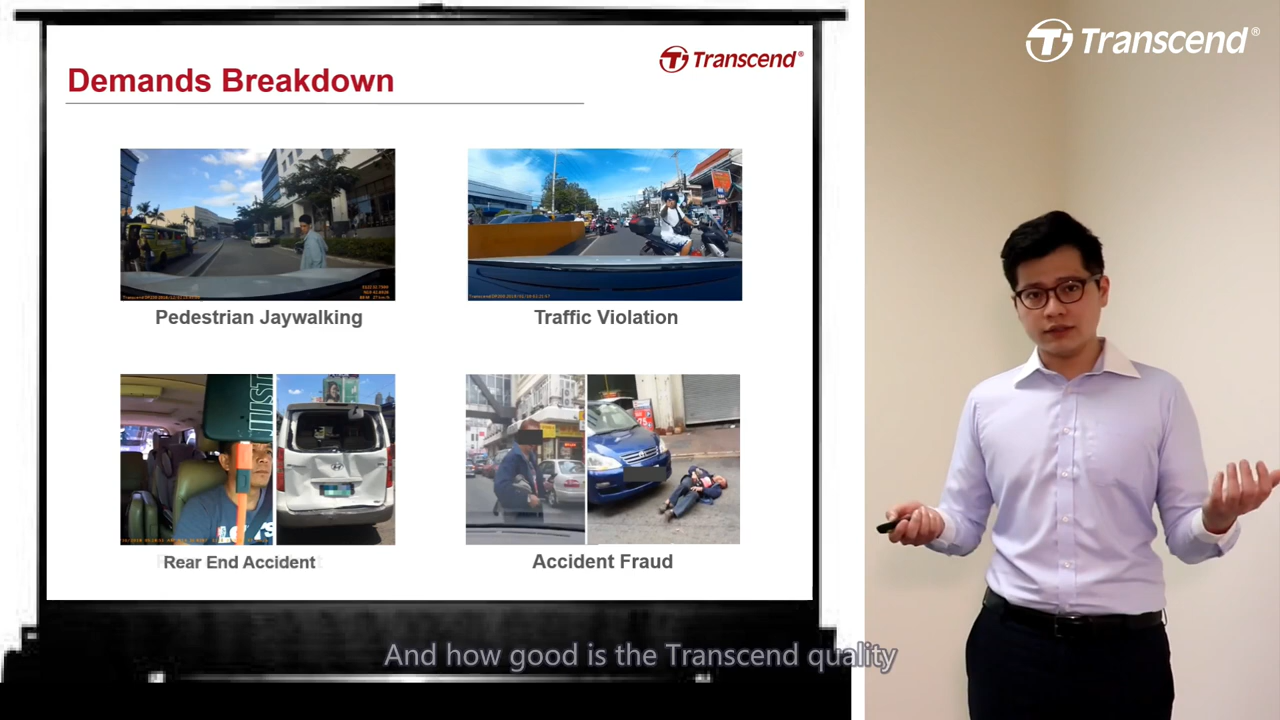 Transcend®
Transcend®
Demands Breakdown
Pedestrian Jaywalking
Traffic Violation
JUST
Rear End Accident
Accident Fraud
And how good is the Transcend quality